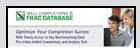 WELL COMPLETIONS &
FRAC DATABASE
Optimize Your Completion Success
With Timely Access to Key Benchmarking Data
Plus Value-Added Commentary and Analysis Tools